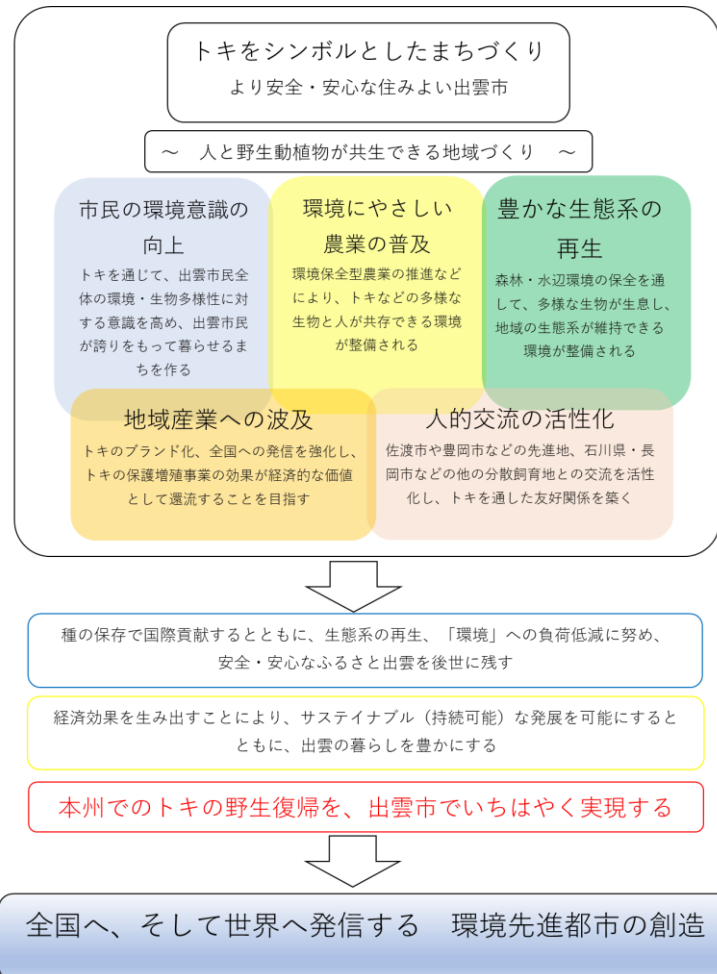 トキをシンボルとしたまちづくり
より安全・安心な住みよい出雲市
～　人と野生動植物が共生できる地域づくり　～
市民の環境意識の
向上
トキを通じて、出雲市民全
体の環境・生物多様性に対
する意識を高め、出雲市民
が誇りをもって暮らせるま
ちを作る
環境にやさしい
農業の普及
環境保全型農業の推進など
により、トキなどの多様な
生物と人が共存できる環境
が整備される
豊かな生態系の
再生
森林・水辺環境の保全を通
して、多様な生物が生息し、
地域の生態系が維持できる
環境が整備される
地域産業への波及
トキのブランド化、全国への発信を強化し、
トキの保護増殖事業の効果が経済的な価値
として還流することを目指す
人的交流の活性化
佐渡市や豊岡市などの先進地、石川県・長
岡市などの他の分散飼育地との交流を活性
化し、トキを通した友好関係を築く
種の保存で国際貢献するとともに、生態系の再生、「環境」への負荷低減に努め、
安全・安心なふるさと出雲を後世に残す
経済効果を生み出すことにより、サステイナブル（持続可能）な発展を可能にすると
ともに、出雲の暮らしを豊かにする
本州でのトキの野生復帰を、出雲市でいちはやく実現する
全国へ、そして世界へ発信する　環境先進都市の創造